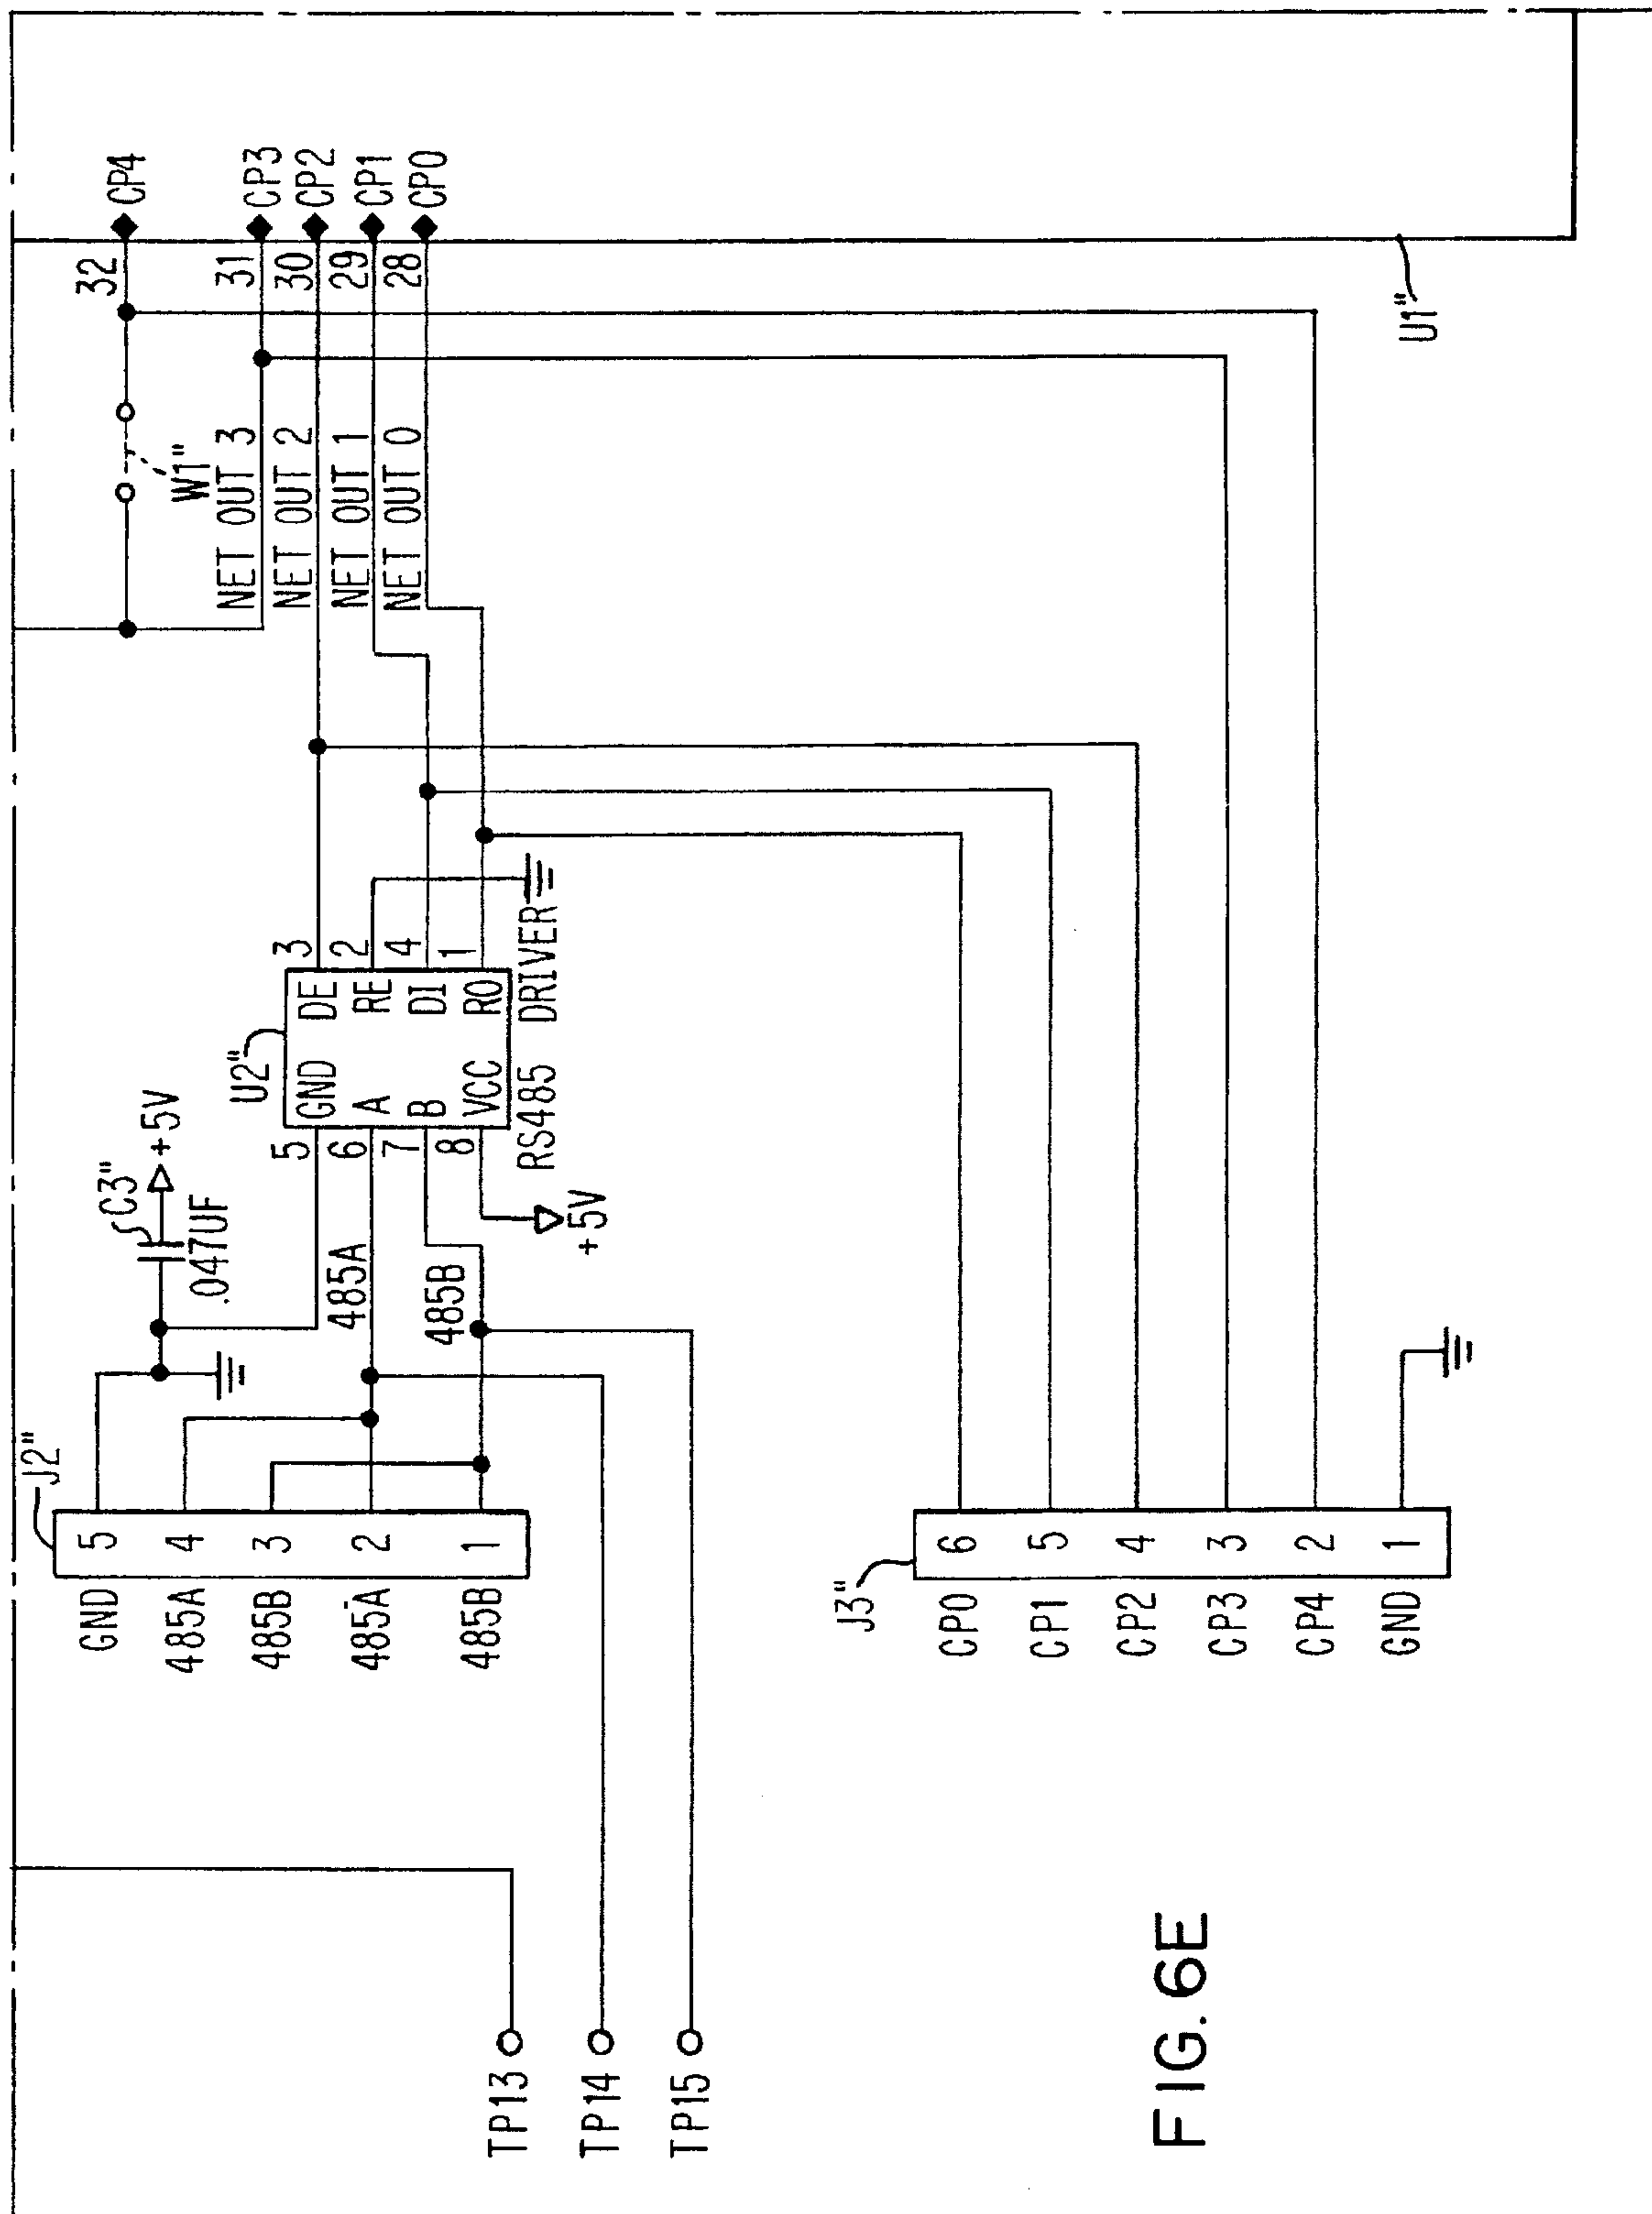 J2"
GND 5
485A 4
485B 3
485A 2
485B 1
C3"
+5V
.047UF
485A
485B
U2"
5 GND DE 3
6 A RE 2
7 B DI 4
8 VCC RO 1
RS485 DRIVER
+5V
W1"
32 CP4
NET OUT 3 31 CP3
NET OUT 2 30 CP2
NET OUT 1 29 CP1
NET OUT 0 28 CP0
U1"
TP13
TP14
TP15
J3"
CP0 6
CP1 5
CP2 4
CP3 3
CP4 2
GND 1
FIG. 6E